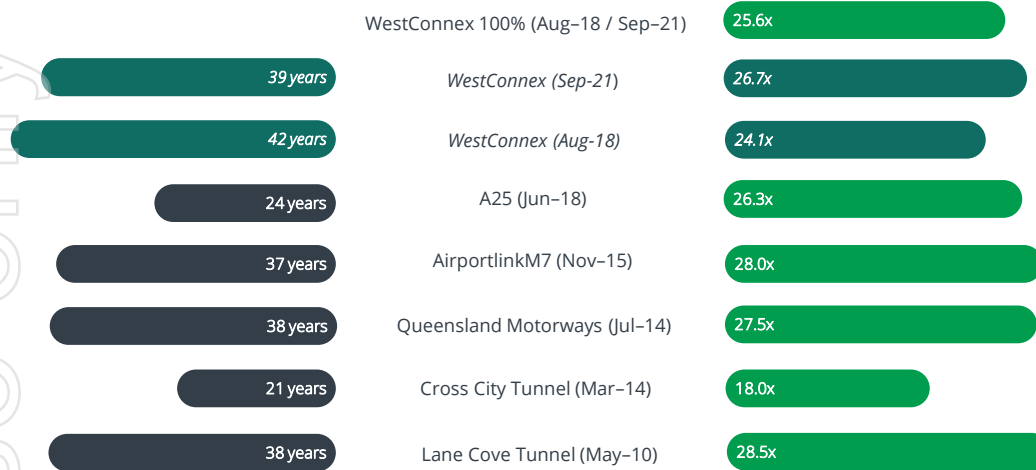 WestConnex 100% (Aug–18 / Sep–21) 25.6x
39 years WestConnex (Sep-21) 26.7x
42 years WestConnex (Aug-18) 24.1x
24 years A25 (Jun–18) 26.3x
37 years AirportlinkM7 (Nov–15) 28.0x
38 years Queensland Motorways (Jul–14) 27.5x
21 years Cross City Tunnel (Mar–14) 18.0x
38 years Lane Cove Tunnel (May–10) 28.5x